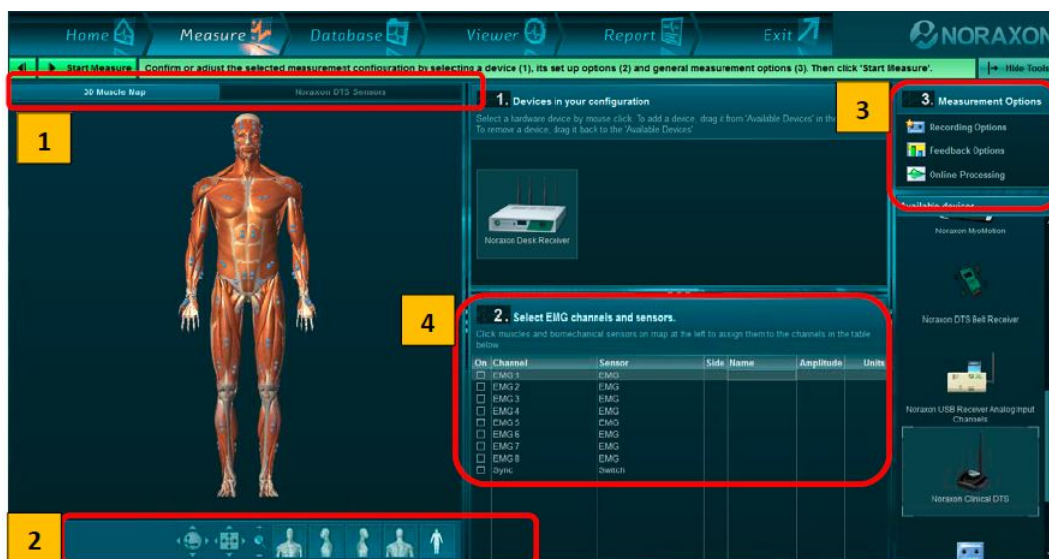 Home Measure Database Viewer Report Exit NORAXON
Start Measure Confirm or adjust the selected measurement configuration by selecting a device (1), its set up options (2) and general measurement options (3). Then click 'Start Measure'. Hide Tools
3D Muscle Map Noraxon DTS Sensors
1
1. Devices in your configuration
Select a hardware device by mouse click. To add a device, drag it from 'Available Devices' in the
To remove a device, drag it back to the 'Available Devices'
Noraxon Desk Receiver
3
3. Measurement Options
Recording Options
Feedback Options
Online Processing
Available devices
Noraxon MyoMotion
Noraxon DTS Belt Receiver
Noraxon USB Receiver Analog Input
Channels
Noraxon Clinical DTS
4
2. Select EMG channels and sensors.
Click muscles and biomechanical sensors on map at the left to assign them to the channels in the table
below
On Channel Sensor Side Name Amplitude Units
EMG 1 EMG
EMG 2 EMG
EMG 3 EMG
EMG 4 EMG
EMG 5 EMG
EMG 6 EMG
EMG 7 EMG
EMG 8 EMG
Sync Switch
2